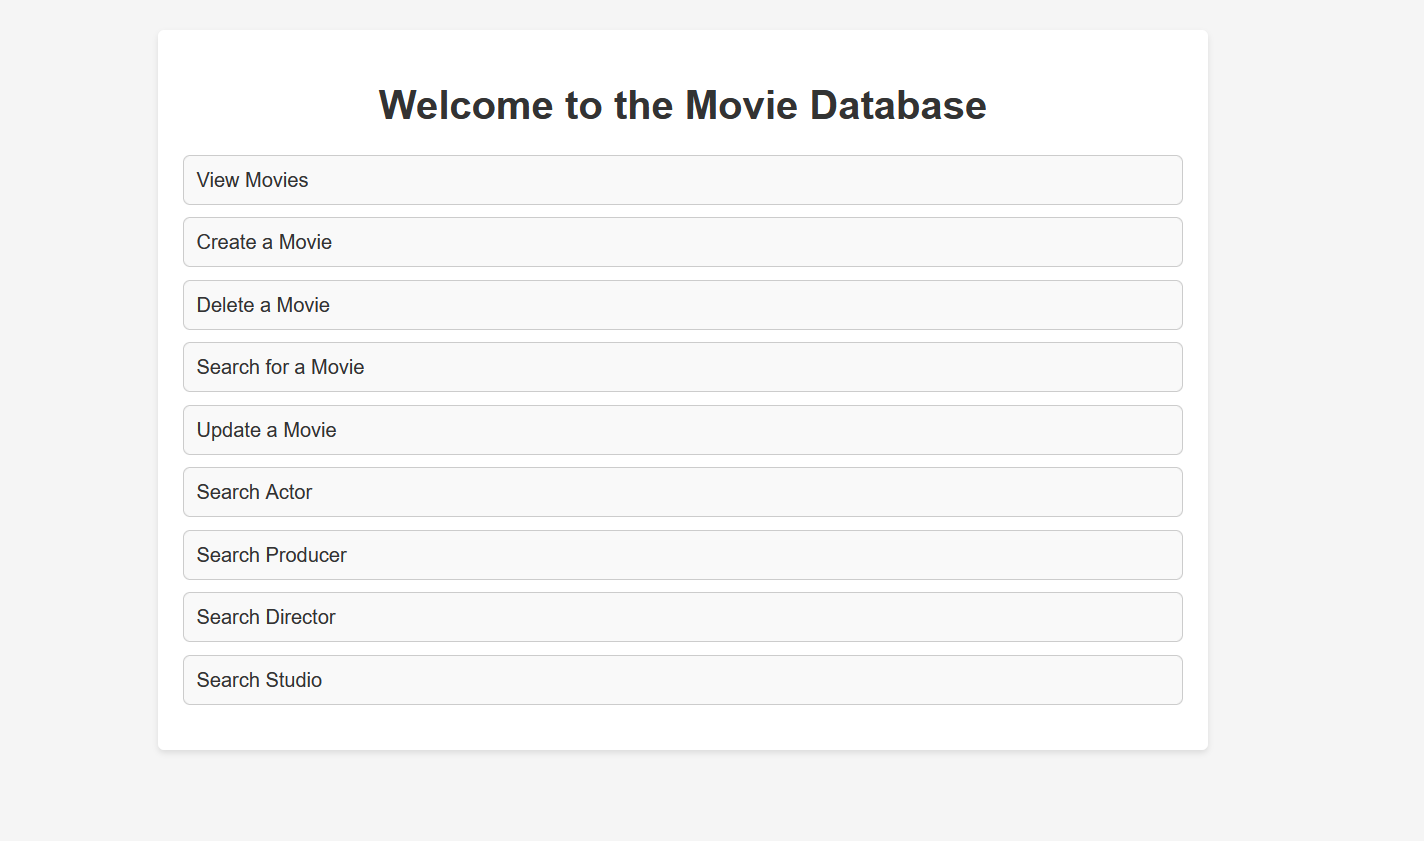 Welcome to the Movie Database
View Movies
Create a Movie
Delete a Movie
Search for a Movie
Update a Movie
Search Actor
Search Producer
Search Director
Search Studio